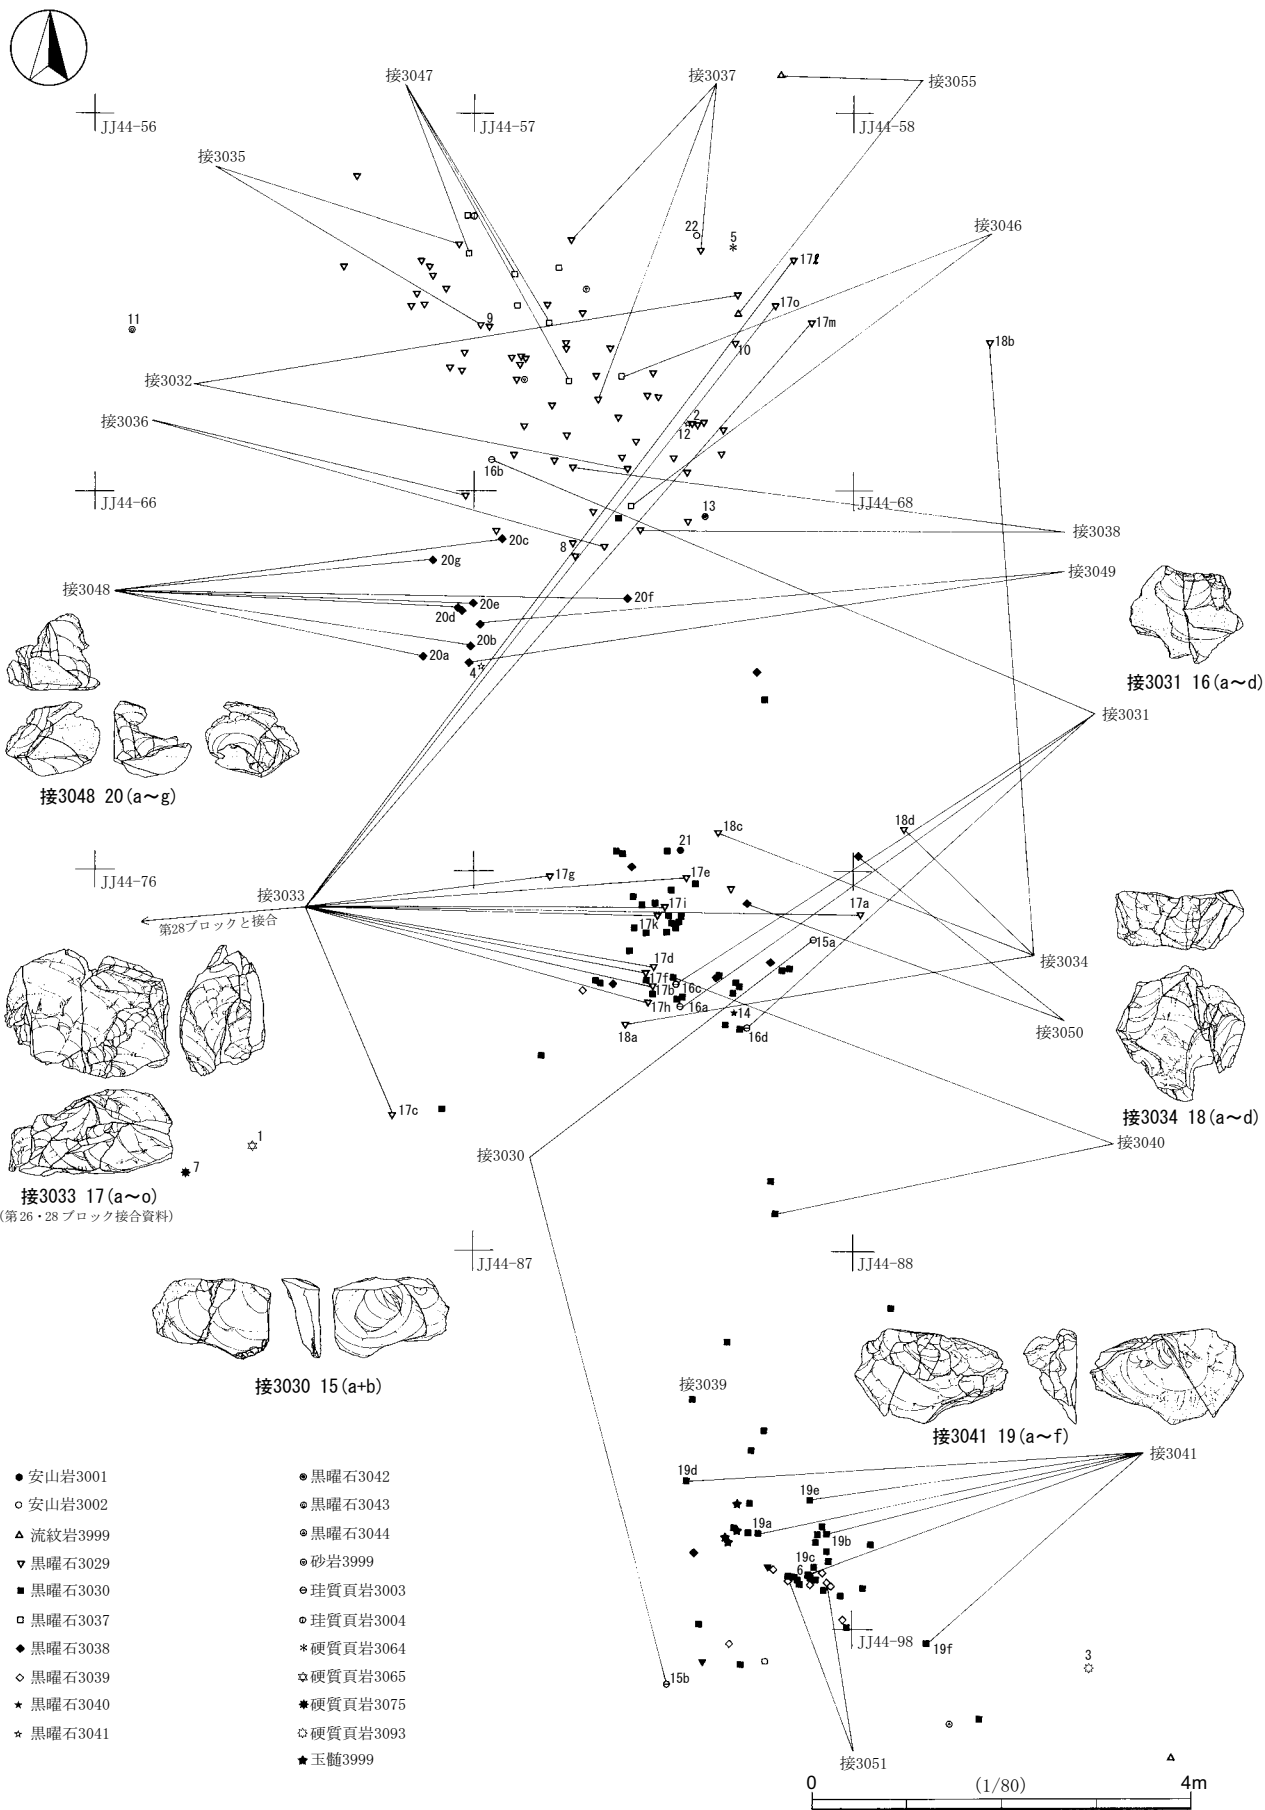 接3047
接3037
接3055
JJ44-56
JJ44-57
JJ44-58
接3035
22
5
接3046
17ℓ
17o
11
9
17m
10
18b
接3032
接3036
2
12
16b
JJ44-66
JJ44-68
13
接3038
20c
8
20g
接3049
接3048
20f
20e
20d
20b
20a
4
接3031 16(a～d)
接3031
接3048 20(a～g)
18c
18d
21
JJ44-76
17g
17e
接3033
17i
17a
17k
第28ブロックと接合
15a
接3034
17d
17f
17b
16c
17h
16a
14
18a
16d
接3050
17c
接3034 18(a～d)
1
接3040
接3030
7
接3033 17(a～o)
(第26・28ブロック接合資料)
JJ44-87
JJ44-88
接3030 15(a+b)
接3039
接3041 19(a～f)
接3041
19d
19e
19a
19b
19c
6
JJ44-98
19f
3
15b
接3051
安山岩3001
安山岩3002
流紋岩3999
黒曜石3029
黒曜石3030
黒曜石3037
黒曜石3038
黒曜石3039
黒曜石3040
黒曜石3041
黒曜石3042
黒曜石3043
黒曜石3044
砂岩3999
珪質頁岩3003
珪質頁岩3004
硬質頁岩3064
硬質頁岩3065
硬質頁岩3075
硬質頁岩3093
玉髄3999
0 (1/80) 4m